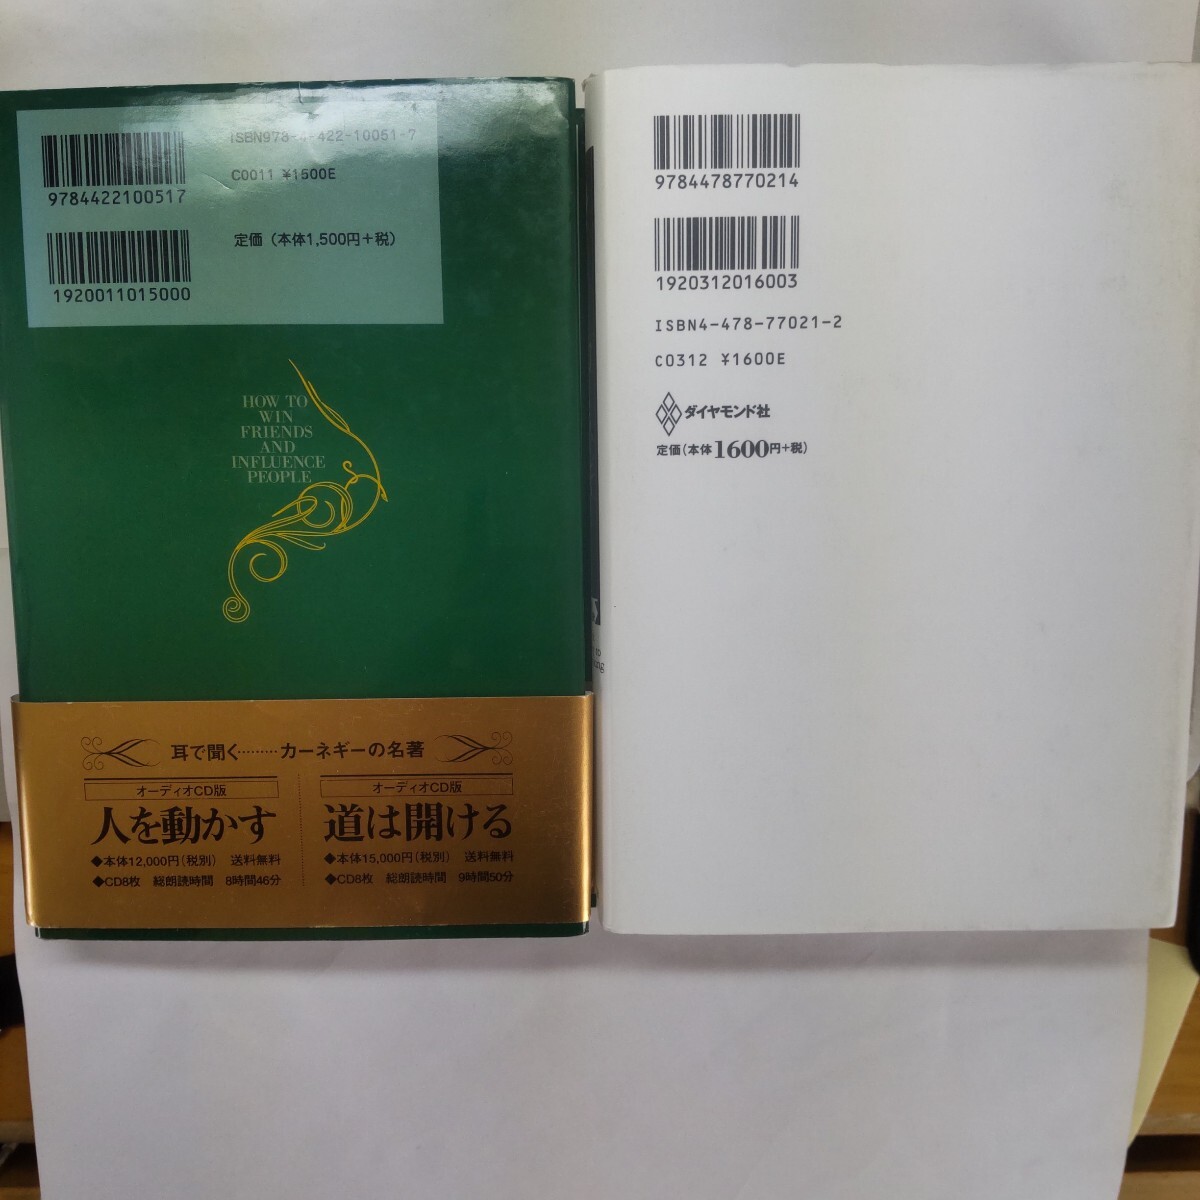 ISBN978-4-422-10051-7
C0011 ¥1500E
9784422100517
定価（本体1,500円＋税）
1920011015000
HOW TO
WIN
FRIENDS
AND
INFLUENCE
PEOPLE
耳で聞く………カーネギーの名著
オーディオCD版
人を動かす
◆本体12,000円（税別） 送料無料
◆CD8枚 総朗読時間 8時間46分
オーディオCD版
道は開ける
◆本体15,000円（税別） 送料無料
◆CD8枚 総朗読時間 9時間50分
9784478770214
1920312016003
ISBN4-478-77021-2
C0312 ¥1600E
ダイヤモンド社
定価（本体1600円＋税）